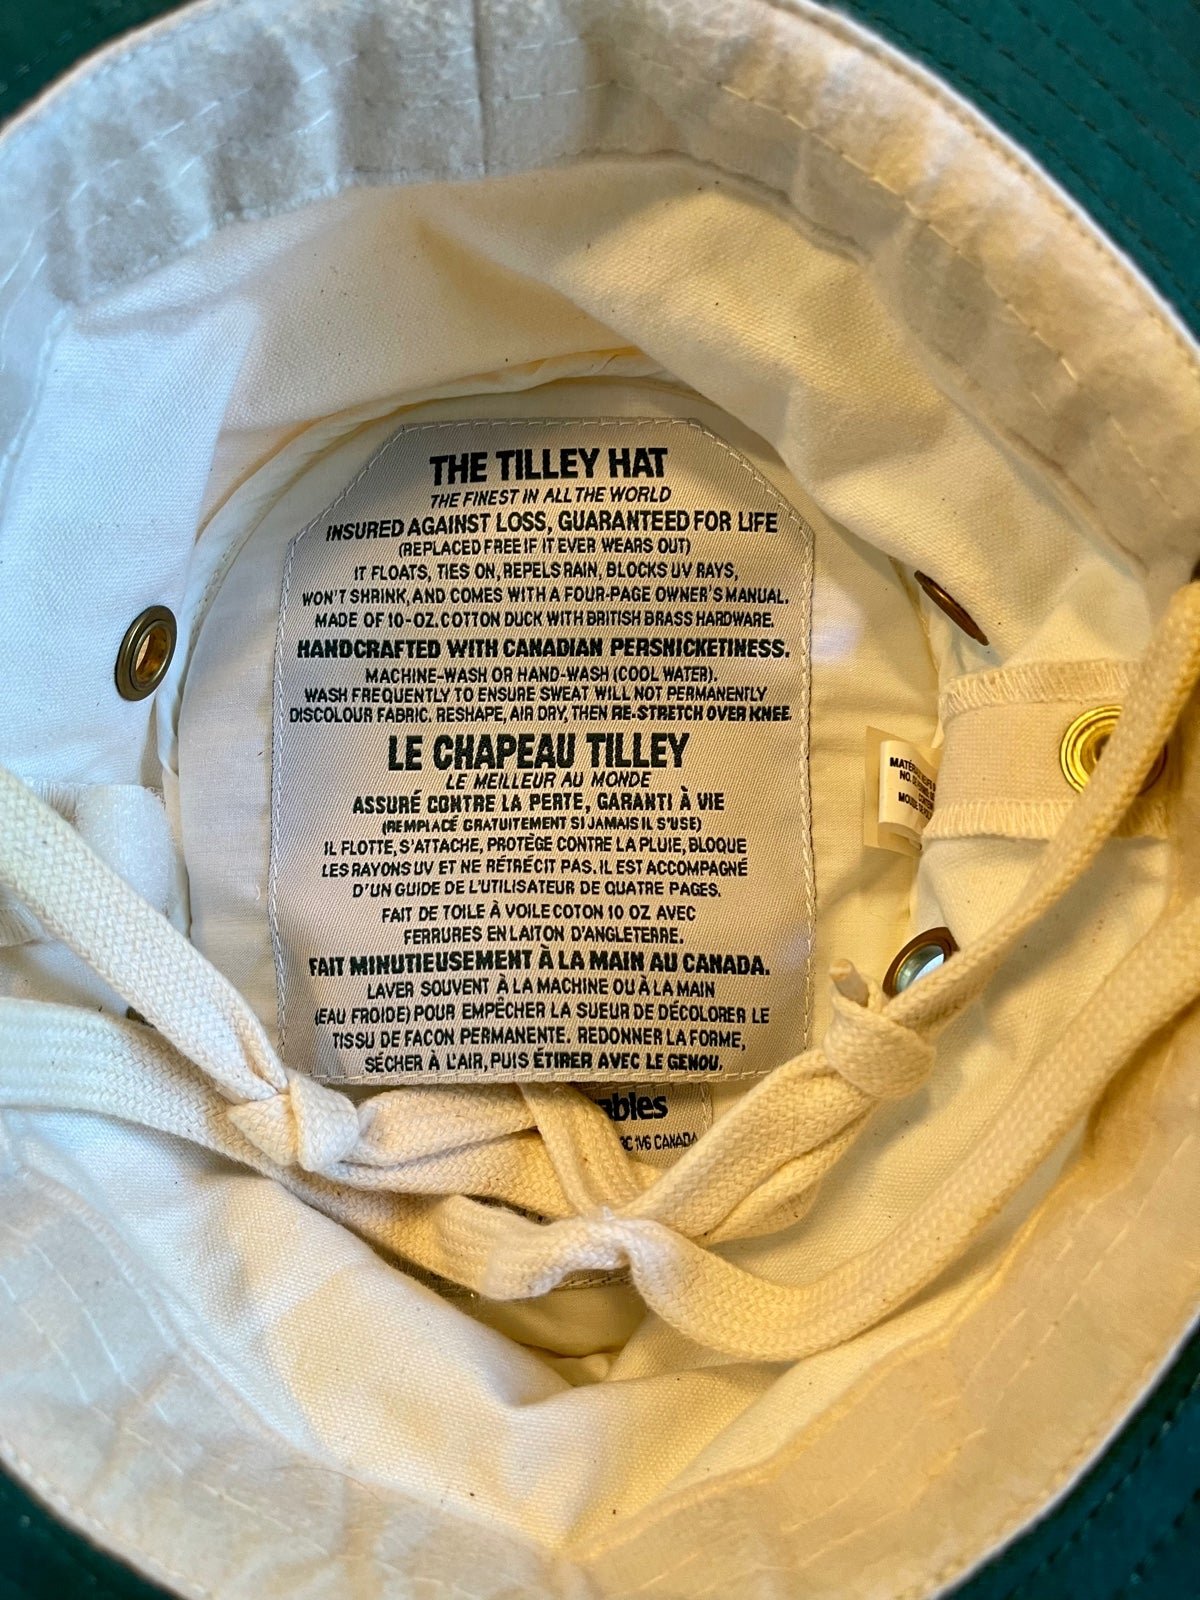 THE TILLEY HAT
THE FINEST IN ALL THE WORLD
INSURED AGAINST LOSS, GUARANTEED FOR LIFE
(REPLACED FREE IF IT EVER WEARS OUT)
IT FLOATS, TIES ON, REPELS RAIN, BLOCKS UV RAYS,
WON'T SHRINK, AND COMES WITH A FOUR-PAGE OWNER'S MANUAL.
MADE OF 10-OZ. COTTON DUCK WITH BRITISH BRASS HARDWARE.
HANDCRAFTED WITH CANADIAN PERSNICKETINESS.
MACHINE-WASH OR HAND-WASH (COOL WATER).
WASH FREQUENTLY TO ENSURE SWEAT WILL NOT PERMANENTLY
DISCOLOUR FABRIC. RESHAPE, AIR DRY, THEN RE-STRETCH OVER KNEE.
LE CHAPEAU TILLEY
LE MEILLEUR AU MONDE
ASSURÉ CONTRE LA PERTE, GARANTI À VIE
(REMPLACÉ GRATUITEMENT SI JAMAIS IL S'USE)
IL FLOTTE, S'ATTACHE, PROTÈGE CONTRE LA PLUIE, BLOQUE
LES RAYONS UV ET NE RÉTRÉCIT PAS. IL EST ACCOMPAGNÉ
D'UN GUIDE DE L'UTILISATEUR DE QUATRE PAGES.
FAIT DE TOILE À VOILE COTON 10 OZ AVEC
FERRURES EN LAITON D'ANGLETERRE.
FAIT MINUTIEUSEMENT À LA MAIN AU CANADA.
LAVER SOUVENT À LA MACHINE OU À LA MAIN
(EAU FROIDE) POUR EMPÊCHER LA SUEUR DE DÉCOLORER LE
TISSU DE FAÇON PERMANENTE. REDONNER LA FORME,
SÉCHER À L'AIR, PUIS ÉTIRER AVEC LE GENOU.
ables
1V6 CANADA
NO.